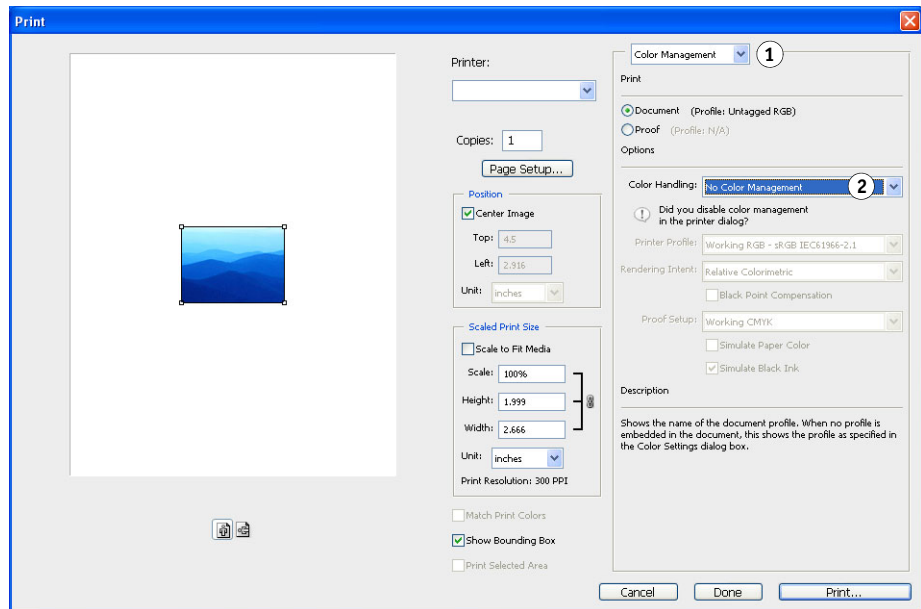 Print
Printer:
Copies: 1
Page Setup...
Position
Center Image
Top: 4.5
Left: 2.916
Unit: inches
Scaled Print Size
Scale to Fit Media
Scale: 100%
Height: 1.999
Width: 2.666
Unit: inches
Print Resolution: 300 PPI
Match Print Colors
Show Bounding Box
Print Selected Area
Color Management 1
Print
Document (Profile: Untagged RGB)
Proof (Profile: N/A)
Options
Color Handling: No Color Management 2
Did you disable color management
in the printer dialog?
Printer Profile: Working RGB - sRGB IEC61966-2.1
Rendering Intent: Relative Colorimetric
Black Point Compensation
Proof Setup: Working CMYK
Simulate Paper Color
Simulate Black Ink
Description
Shows the name of the document profile. When no profile is
embedded in the document, this shows the profile as specified in
the Color Settings dialog box.
Cancel Done Print...